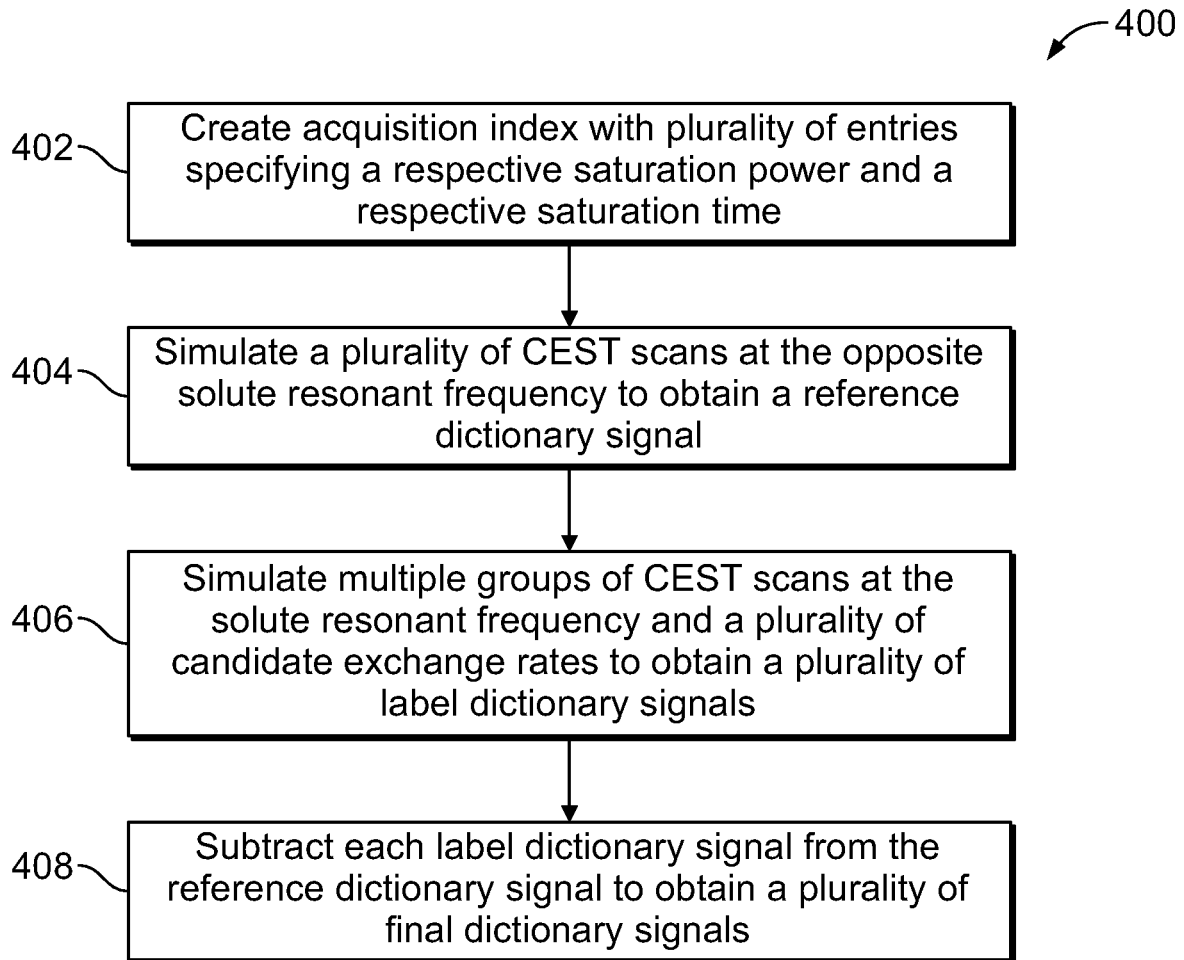 400
402
Create acquisition index with plurality of entries
specifying a respective saturation power and a
respective saturation time
404
Simulate a plurality of CEST scans at the opposite
solute resonant frequency to obtain a reference
dictionary signal
406
Simulate multiple groups of CEST scans at the
solute resonant frequency and a plurality of
candidate exchange rates to obtain a plurality of
label dictionary signals
408
Subtract each label dictionary signal from the
reference dictionary signal to obtain a plurality of
final dictionary signals